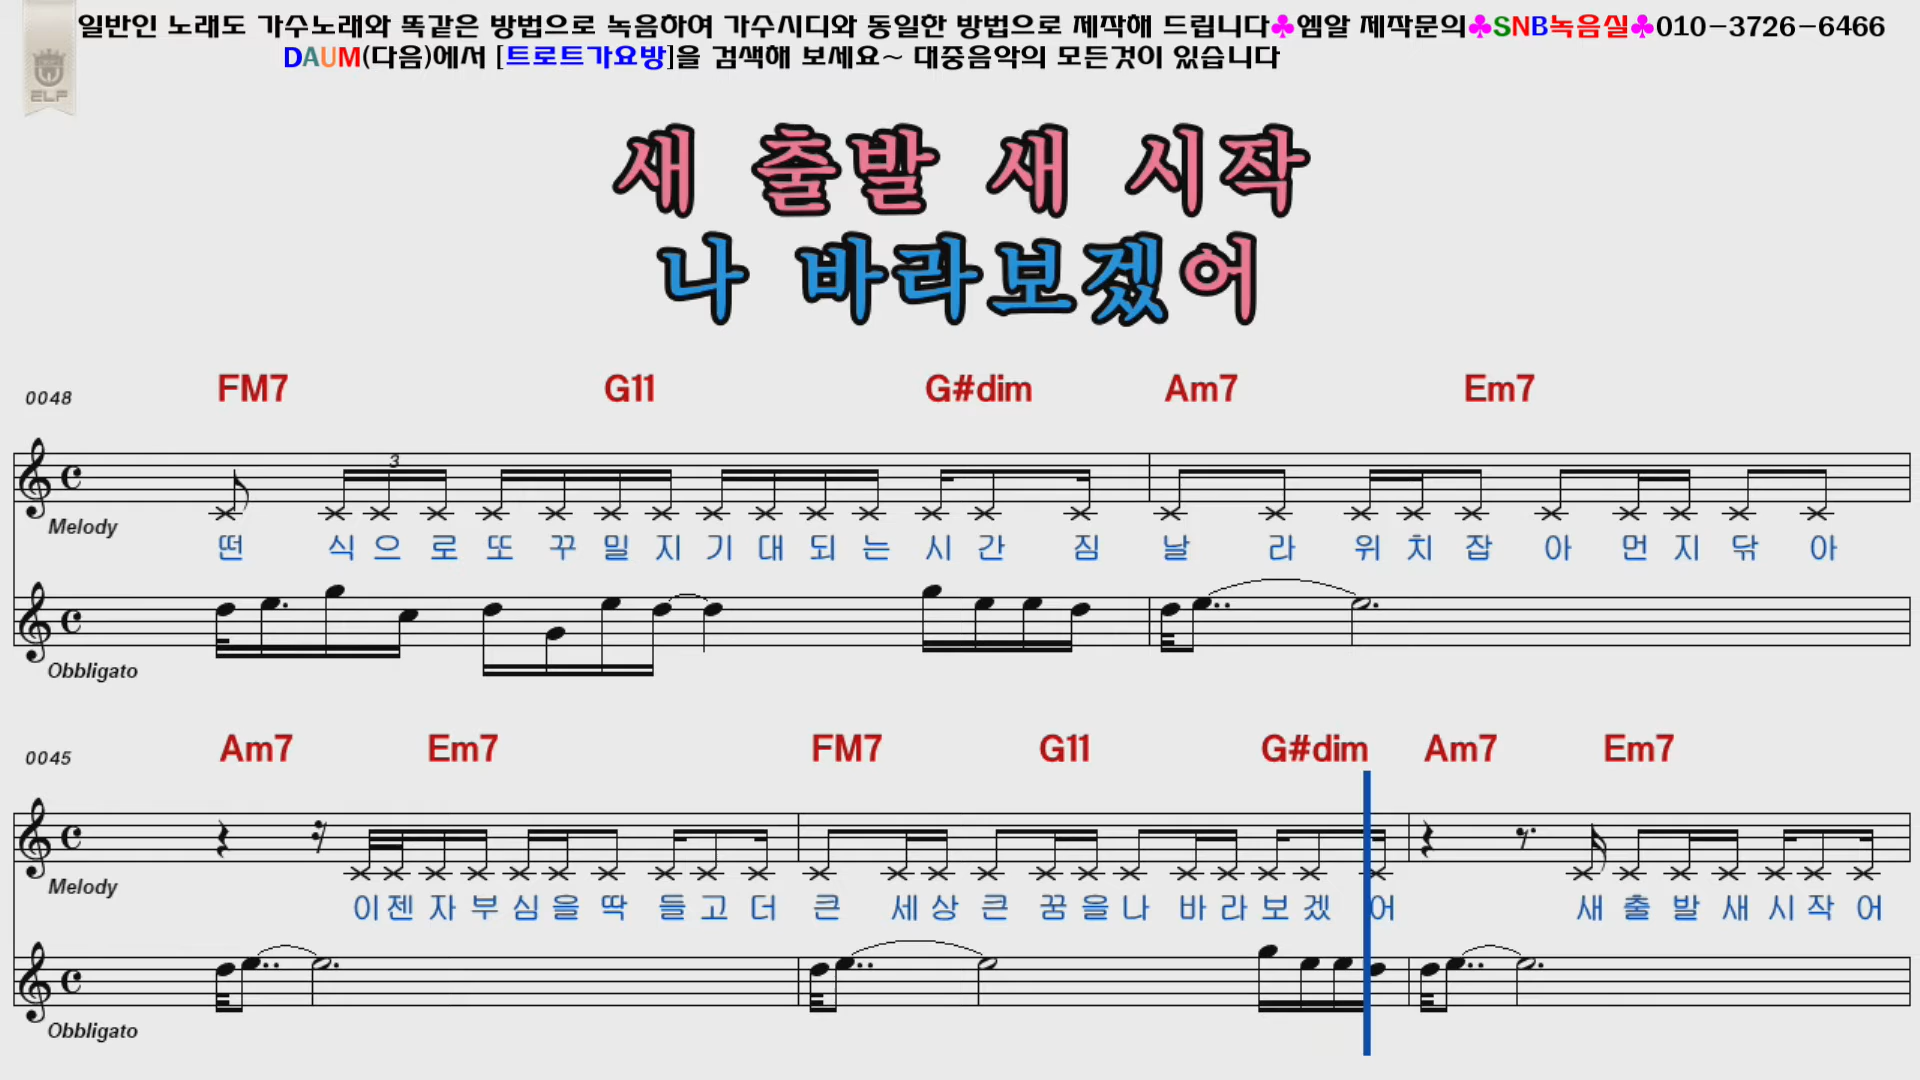 일반인 노래도 가수노래와 똑같은 방법으로 녹음하여 가수시디와 동일한 방법으로 제작해 드립니다♣엠알 제작문의♣SNB녹음실♣010-3726-6466
DAUM(다음)에서 [트로트가요방]을 검색해 보세요~ 대중음악의 모든것이 있습니다
ELF
새 출발 새 시작
나 바라보겠어
0048 FM7 G11 G#dim Am7 Em7
3
Melody
떤 식 으 로 또 꾸 밀 지 기 대 되 는 시 간 짐 날 라 위 치 잡 아 먼 지 닦 아
Obbligato
0045 Am7 Em7 FM7 G11 G#dim Am7 Em7
Melody
이 젠 자 부 심 을 딱 들 고 더 큰 세 상 큰 꿈 을 나 바 라 보 겠 어 새 출 발 새 시 작 어
Obbligato